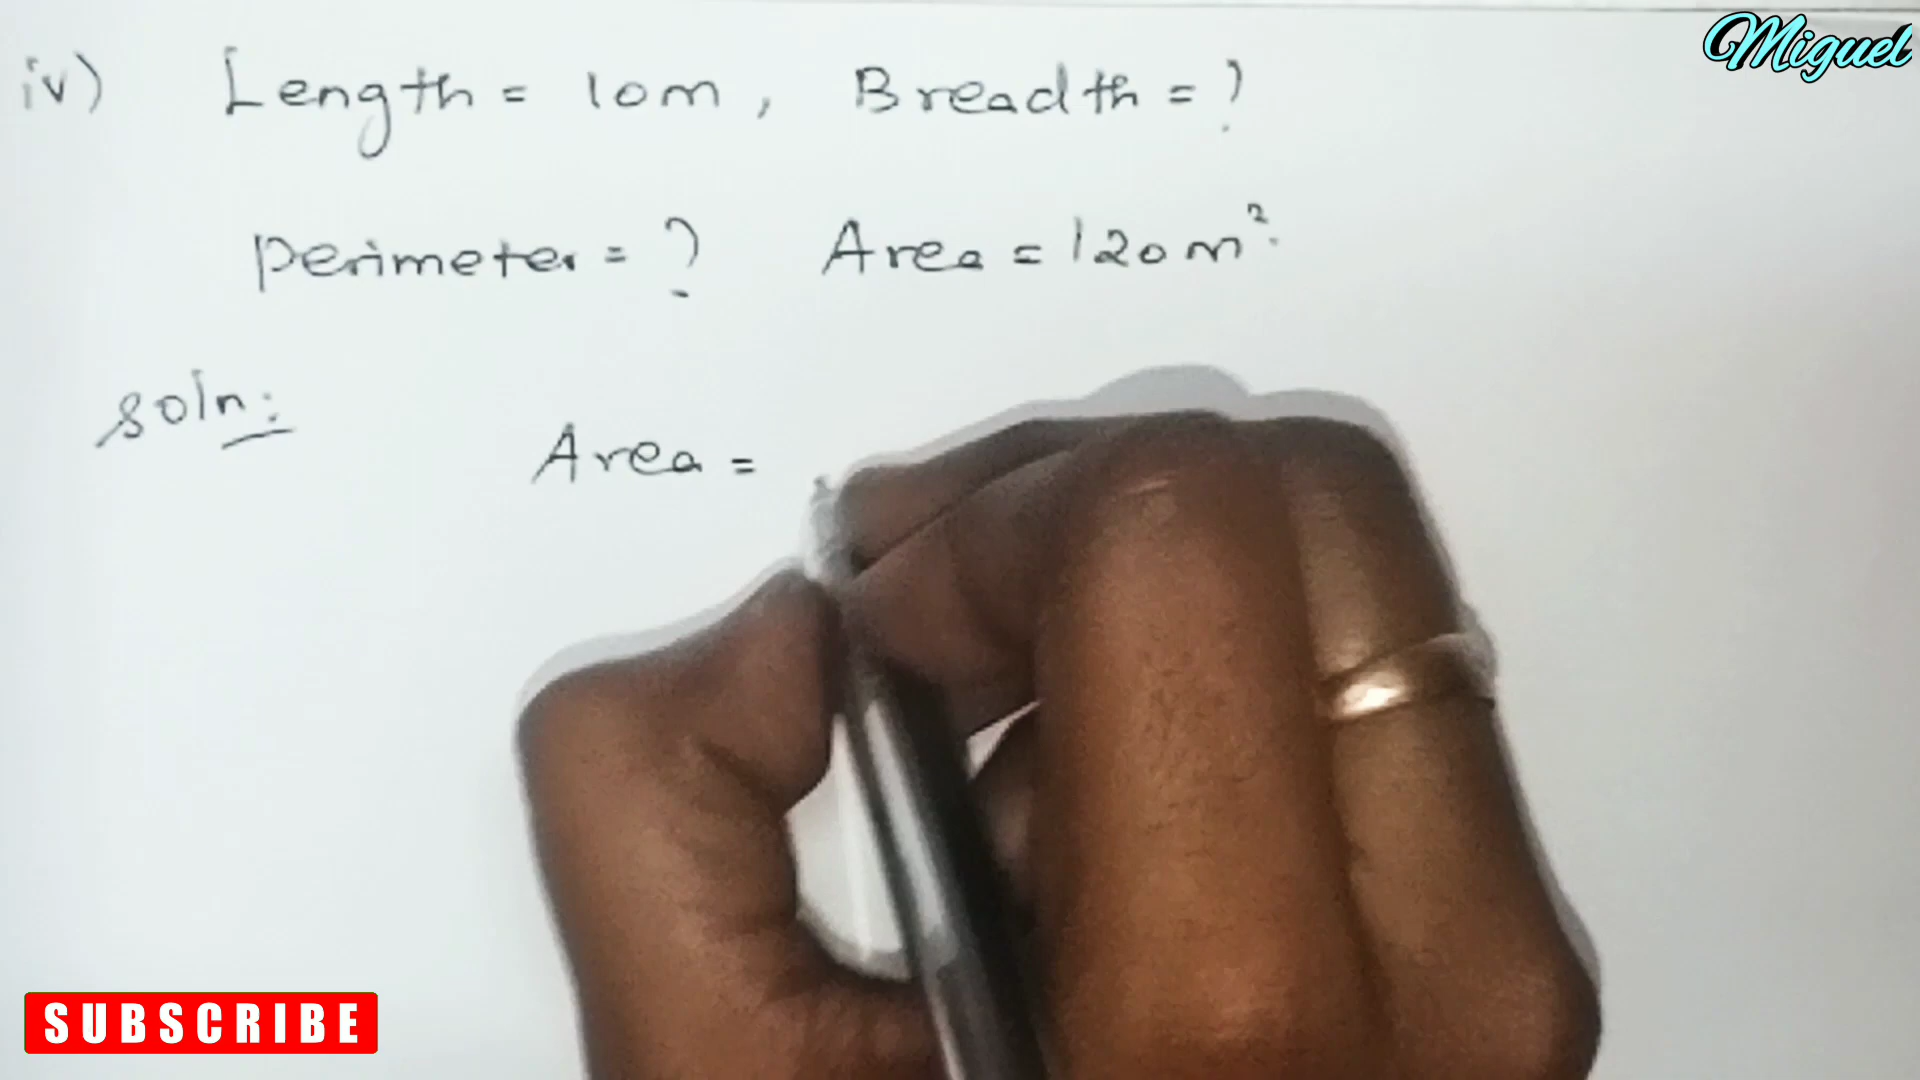 Miguel
iv) Length = 10m, Breadth = ?
Perimeter = ? Area = 120m².
Soln:
Area =
SUBSCRIBE